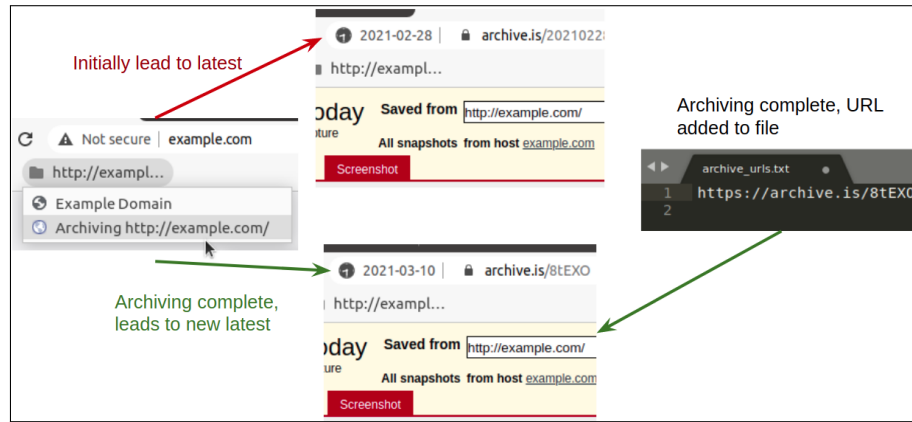 Initially lead to latest
Not secure | example.com
http://exampl...
Example Domain
Archiving http://example.com/
Archiving complete,
leads to new latest
2021-02-28 | archive.is/20210228
http://exampl...
oday Saved from http://example.com/
All snapshots from host example.com
Screenshot
2021-03-10 | archive.is/8tEXO
http://exampl...
oday Saved from http://example.com/
All snapshots from host example.com
Screenshot
Archiving complete, URL
added to file
archive_urls.txt
1 https://archive.is/8tEXO
2